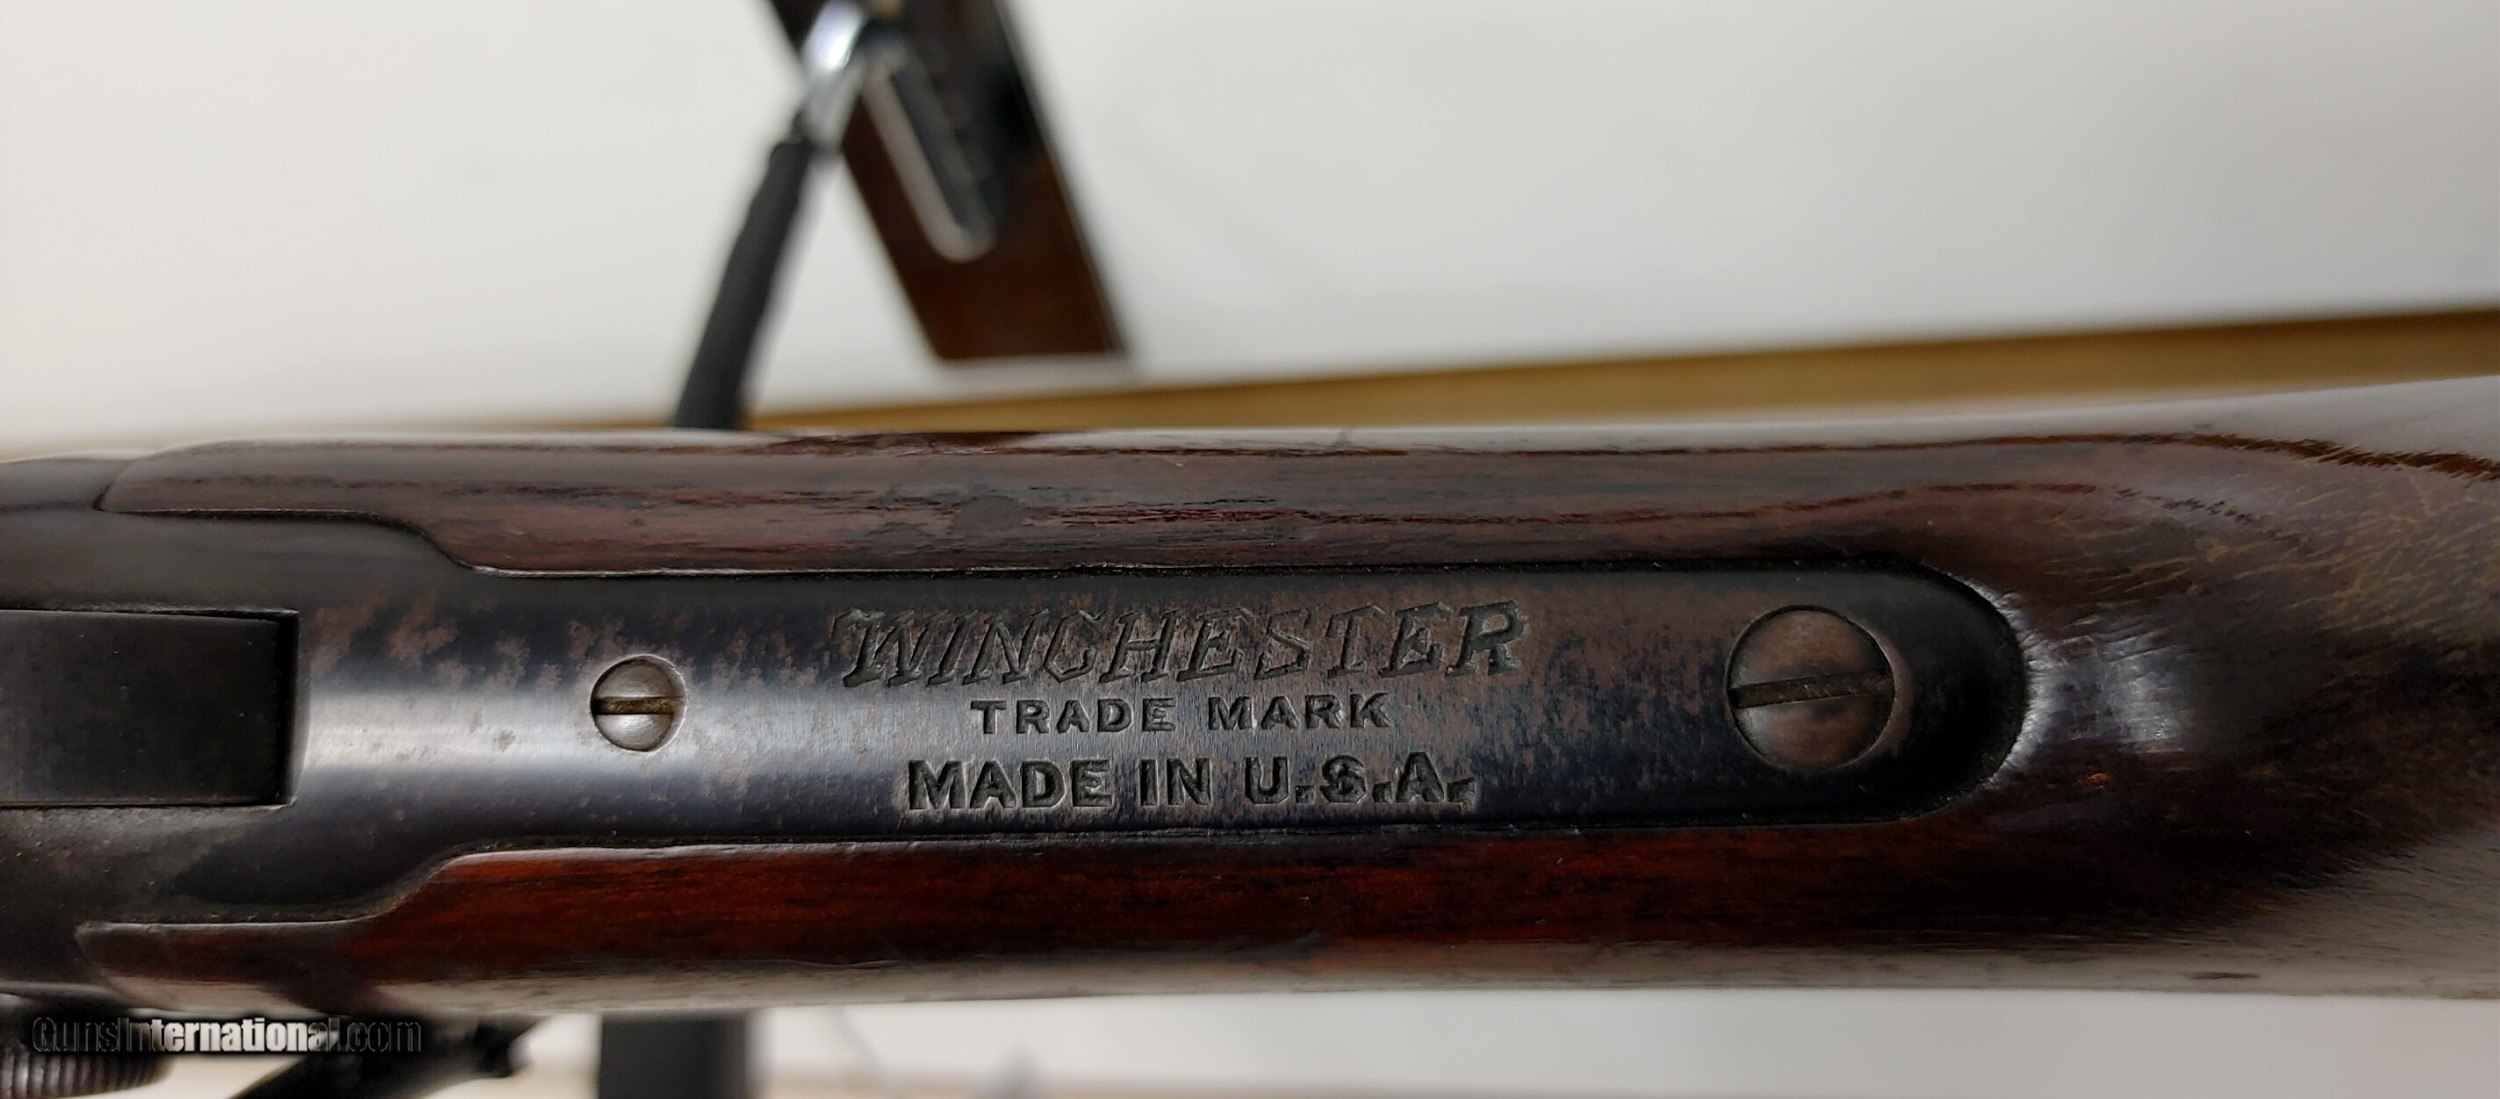 WINCHESTER
TRADE MARK
MADE IN U.S.A.
GunsInternational.com